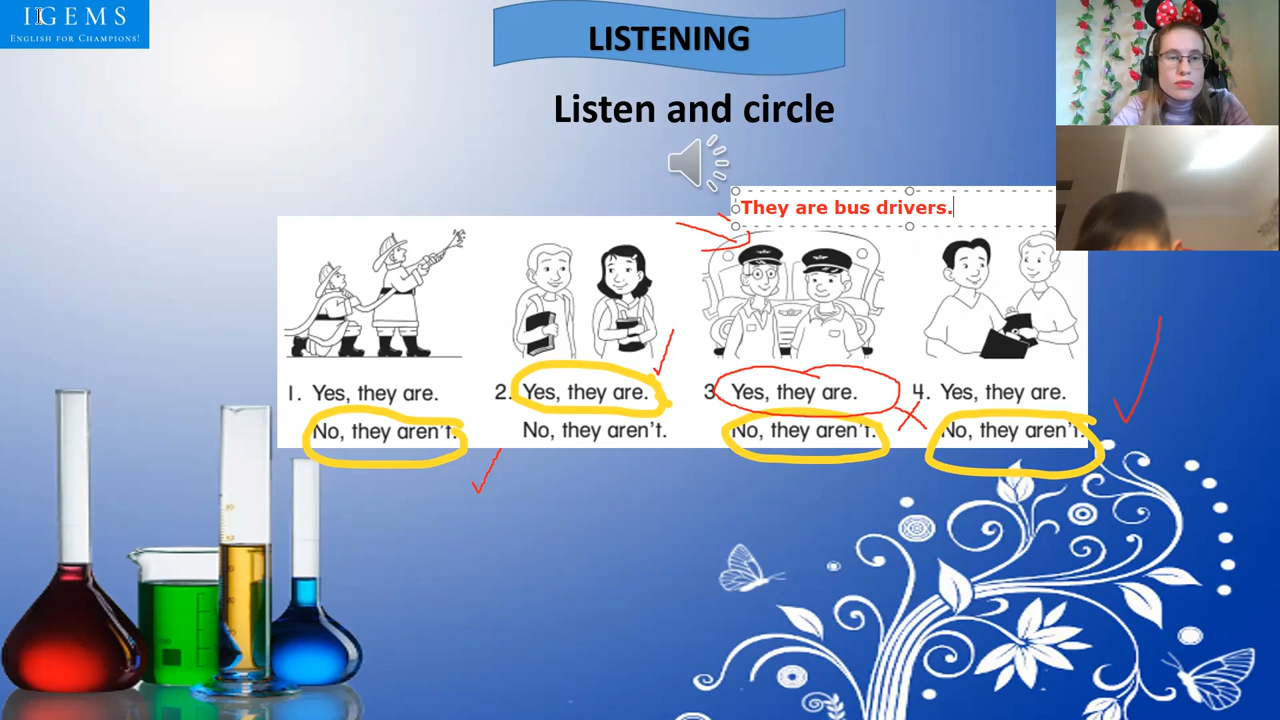 IGEMS
ENGLISH FOR CHAMPIONS!
LISTENING
Listen and circle
They are bus drivers.
1. Yes, they are.
No, they aren't.
2. Yes, they are.
No, they aren't.
3. Yes, they are.
No, they aren't.
4. Yes, they are.
No, they aren't.